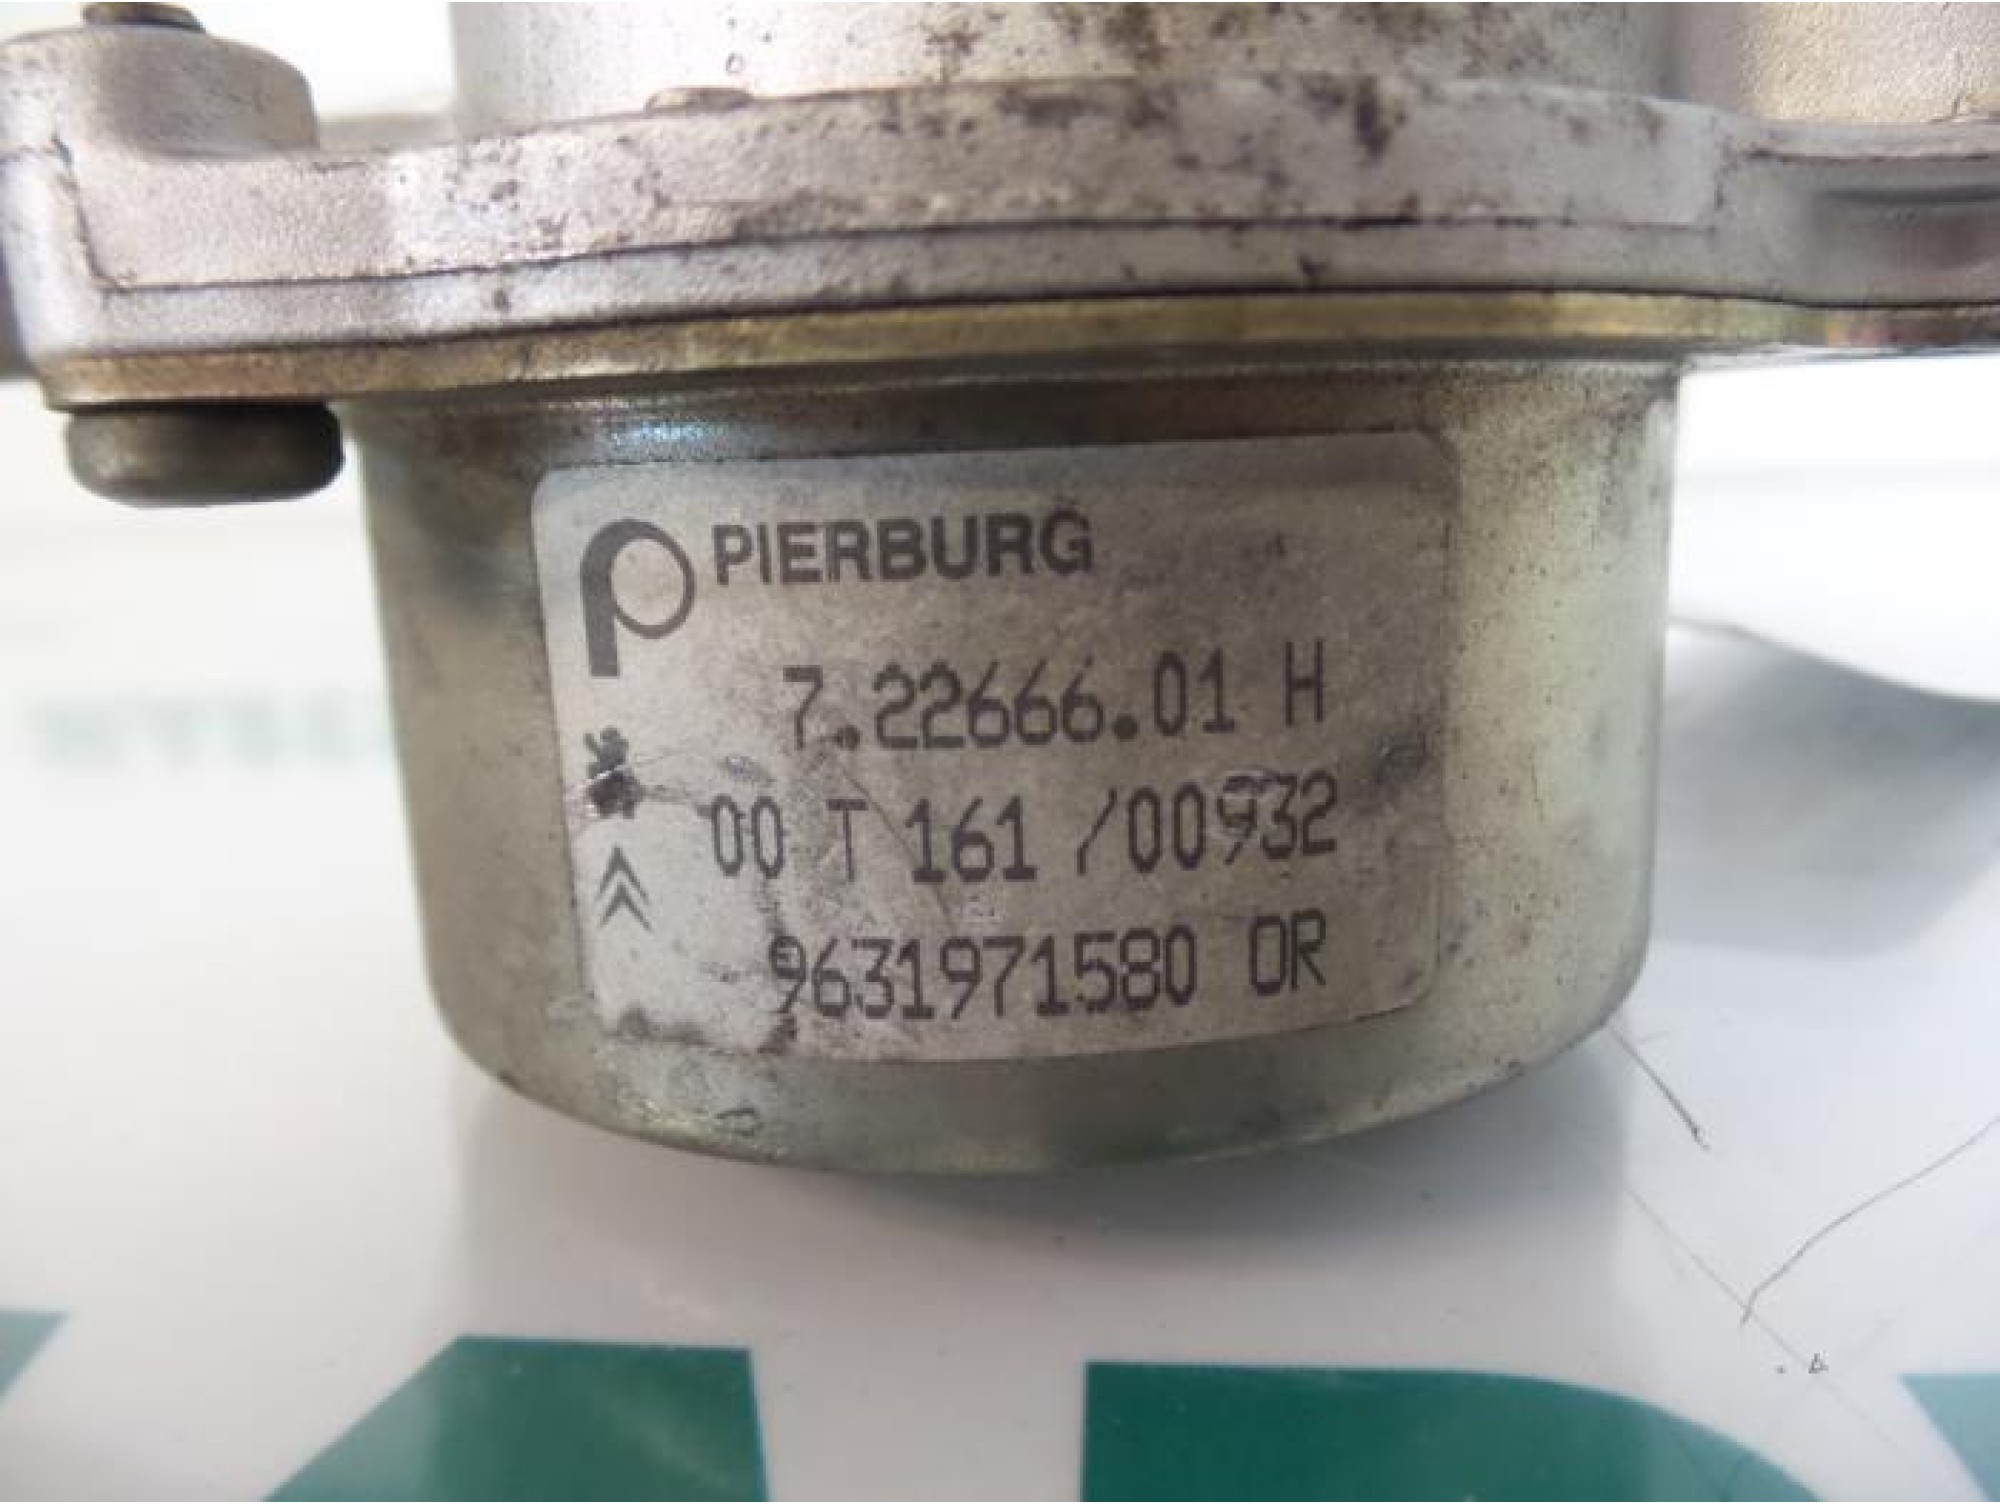 PIERBURG
7.22666.01 H
00 T 161 /00932
9631971580 OR